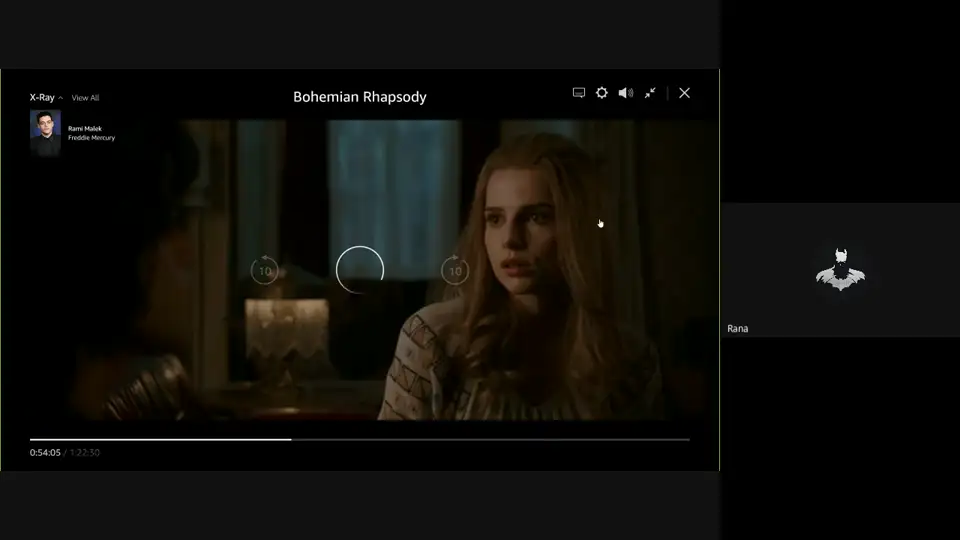 X-Ray View All
Bohemian Rhapsody
Rami Malek
Freddie Mercury
10
10
Rana
0:54:05 / 1:22:30